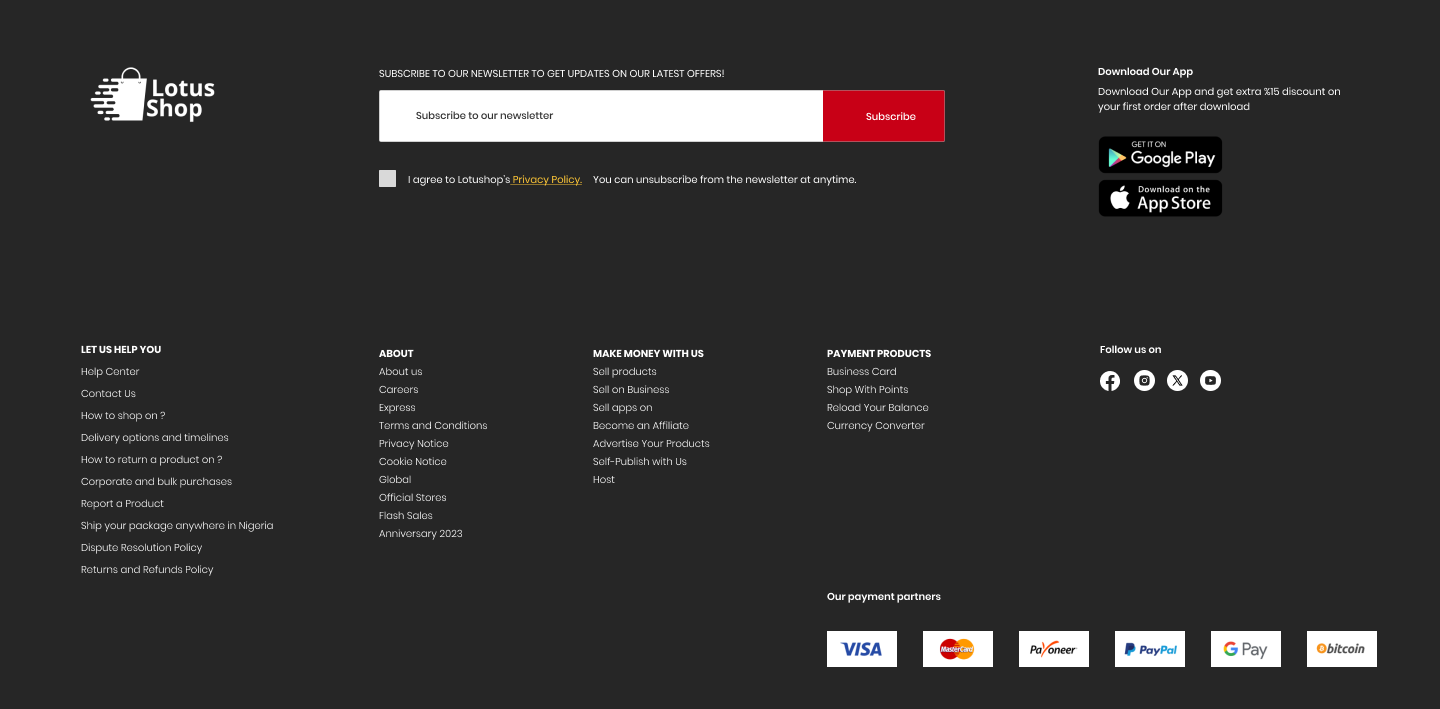 Lotus
Shop
SUBSCRIBE TO OUR NEWSLETTER TO GET UPDATES ON OUR LATEST OFFERS!
Subscribe to our newsletter
Subscribe
I agree to Lotushop's Privacy Policy. You can unsubscribe from the newsletter at anytime.
Download Our App
Download Our App and get extra %15 discount on
your first order after download
GET IT ON
Google Play
Download on the
App Store
LET US HELP YOU
Help Center
Contact Us
How to shop on ?
Delivery options and timelines
How to return a product on ?
Corporate and bulk purchases
Report a Product
Ship your package anywhere in Nigeria
Dispute Resolution Policy
Returns and Refunds Policy
ABOUT
About us
Careers
Express
Terms and Conditions
Privacy Notice
Cookie Notice
Global
Official Stores
Flash Sales
Anniversary 2023
MAKE MONEY WITH US
Sell products
Sell on Business
Sell apps on
Become an Affiliate
Advertise Your Products
Self-Publish with Us
Host
PAYMENT PRODUCTS
Business Card
Shop With Points
Reload Your Balance
Currency Converter
Follow us on
Our payment partners
VISA
MasterCard
Payoneer
PayPal
G Pay
bitcoin